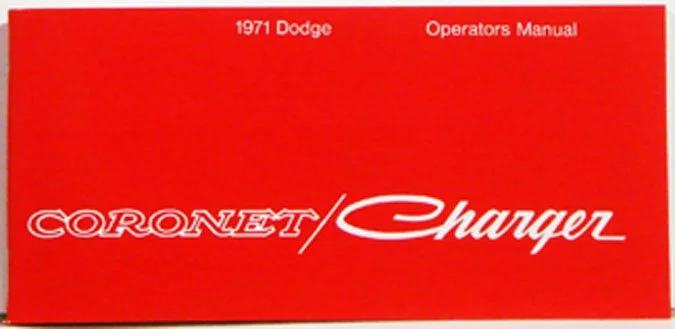 1971 Dodge Operators Manual
CORONET/Charger